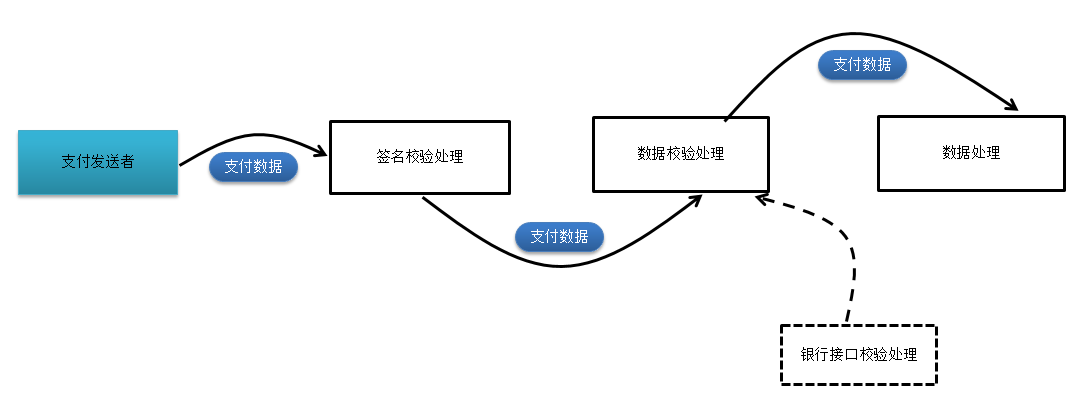 支付发送者
支付数据
签名校验处理
支付数据
数据校验处理
支付数据
数据处理
银行接口校验处理